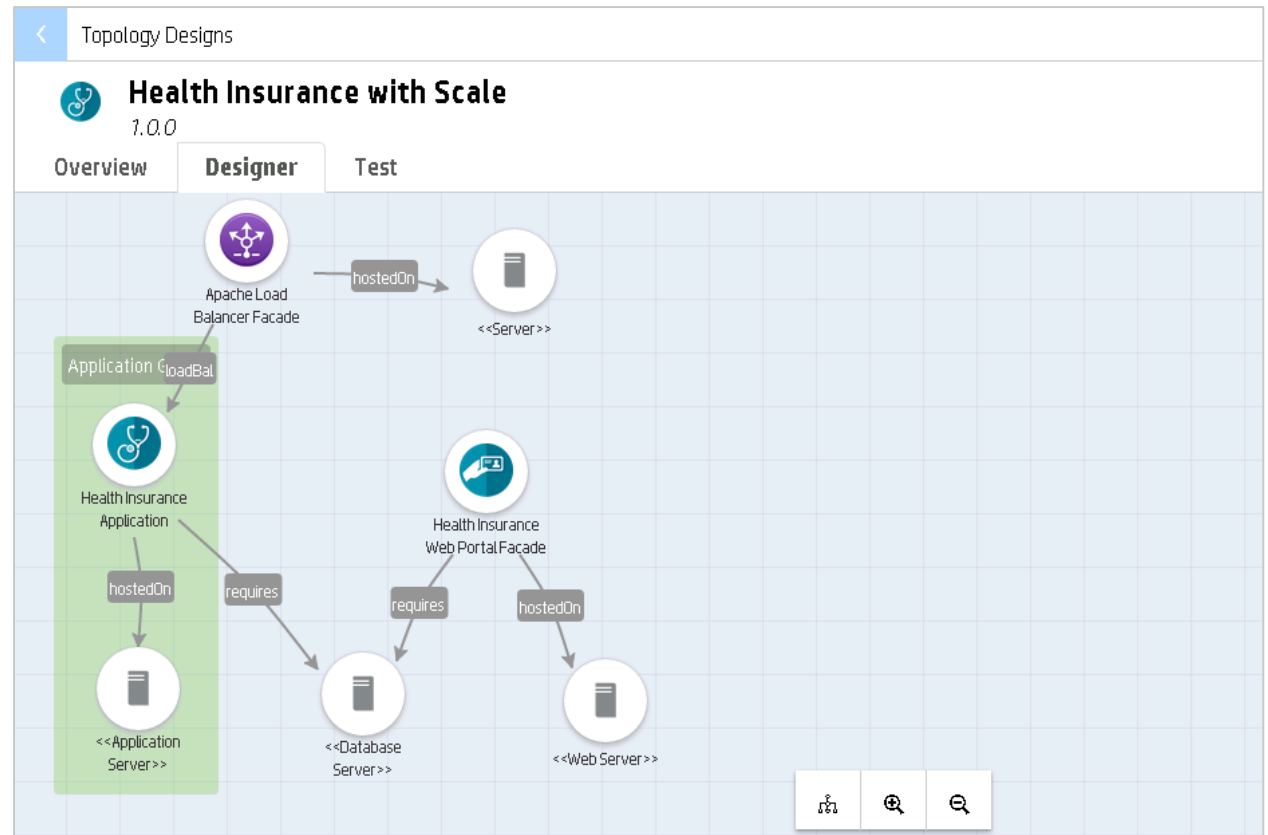 Topology Designs
Health Insurance with Scale
1.0.0
Overview
Designer
Test
Apache Load
Balancer Facade
hostedOn
<<Server>>
Application
loadBal
Health Insurance
Application
Health Insurance
Web Portal Facade
hostedOn
requires
requires
hostedOn
<<Application
Server>>
<<Database
Server>>
<<Web Server>>